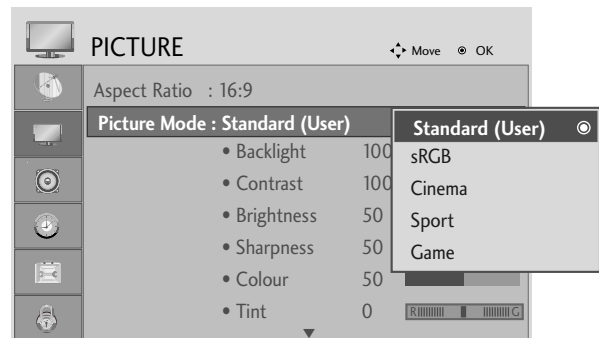 PICTURE
Move
OK
Aspect Ratio : 16:9
Picture Mode : Standard (User)
• Backlight 100
• Contrast 100
• Brightness 50
• Sharpness 50
• Colour 50
• Tint 0
R G
Standard (User)
sRGB
Cinema
Sport
Game